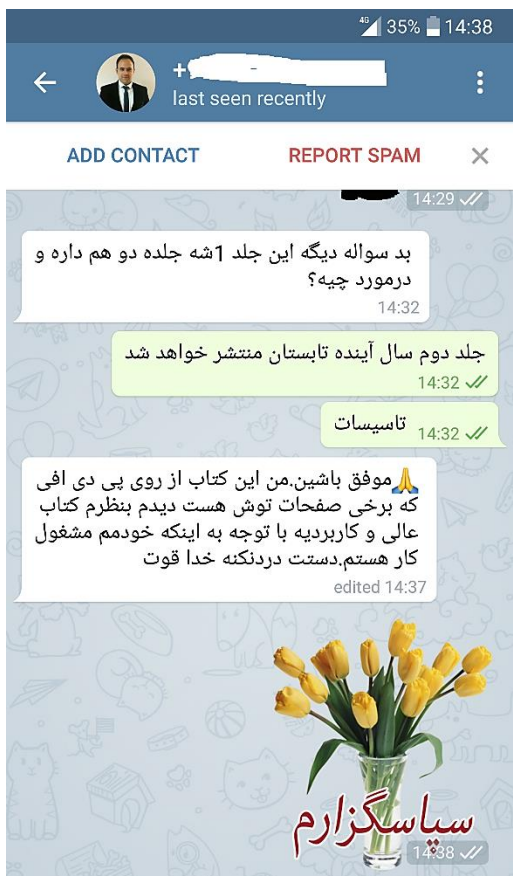 4G 35% 14:38
+
last seen recently
ADD CONTACT REPORT SPAM
14:29
بد سواله دیگه این جلد 1شه جلده دو هم داره و
درمورد چیه؟
14:32
جلد دوم سال آینده تابستان منتشر خواهد شد
14:32
تاسیسات
14:32
🙏موفق باشین.من این کتاب از روی پی دی افی
که برخی صفحات توش هست دیدم بنظرم کتاب
عالی و کاربردیه با توجه به اینکه خودمم مشغول
کار هستم.دستت دردنکنه خدا قوت
edited 14:37
سپاسگزارم
14:38